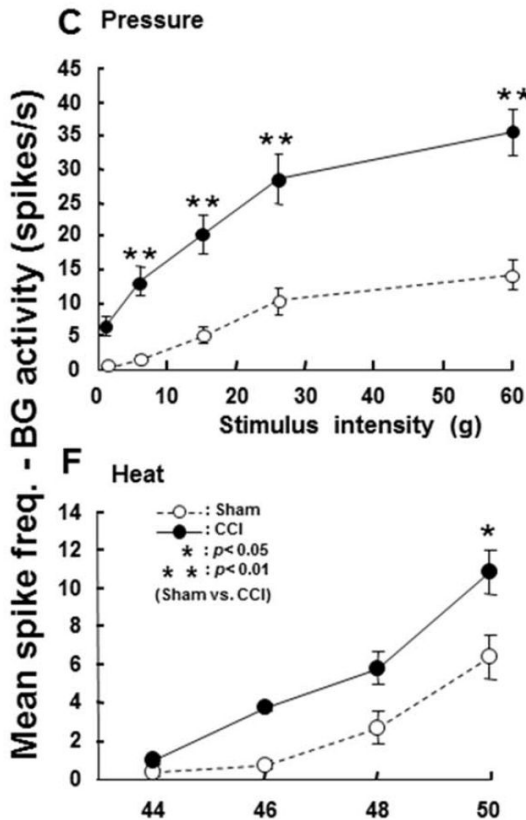 C Pressure
Mean spike freq. - BG activity (spikes/s)
45
40
35
30
25
20
15
10
5
0
** ** ** **
0 10 20 30 40 50 60
Stimulus intensity (g)
F Heat
14
12
10
8
6
4
2
0
: Sham
: CCI
* : p< 0.05
* * : p< 0.01
(Sham vs. CCI)
*
44 46 48 50